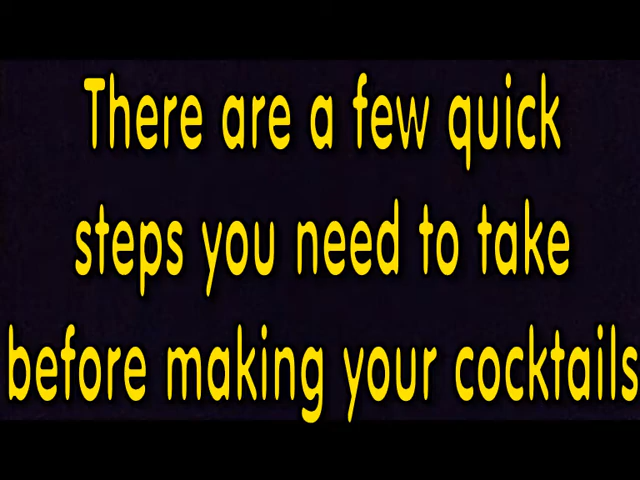 There are a few quick
steps you need to take
before making your cocktails